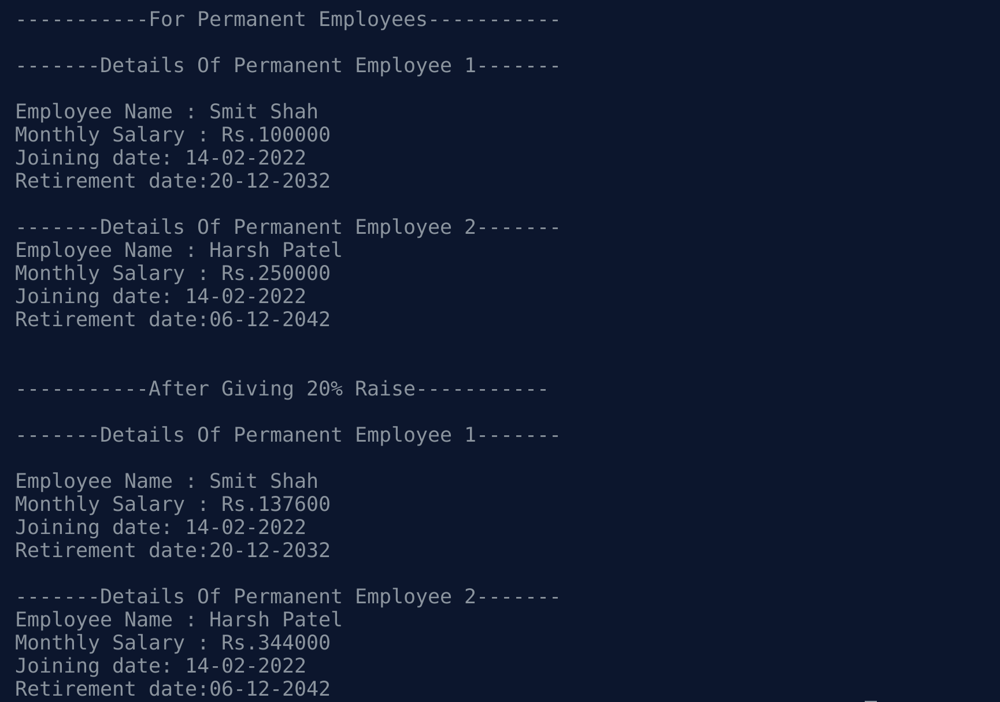 -----------For Permanent Employees-----------
-------Details Of Permanent Employee 1-------
Employee Name : Smit Shah
Monthly Salary : Rs.100000
Joining date: 14-02-2022
Retirement date:20-12-2032
-------Details Of Permanent Employee 2-------
Employee Name : Harsh Patel
Monthly Salary : Rs.250000
Joining date: 14-02-2022
Retirement date:06-12-2042
-----------After Giving 20% Raise-----------
-------Details Of Permanent Employee 1-------
Employee Name : Smit Shah
Monthly Salary : Rs.137600
Joining date: 14-02-2022
Retirement date:20-12-2032
-------Details Of Permanent Employee 2-------
Employee Name : Harsh Patel
Monthly Salary : Rs.344000
Joining date: 14-02-2022
Retirement date:06-12-2042